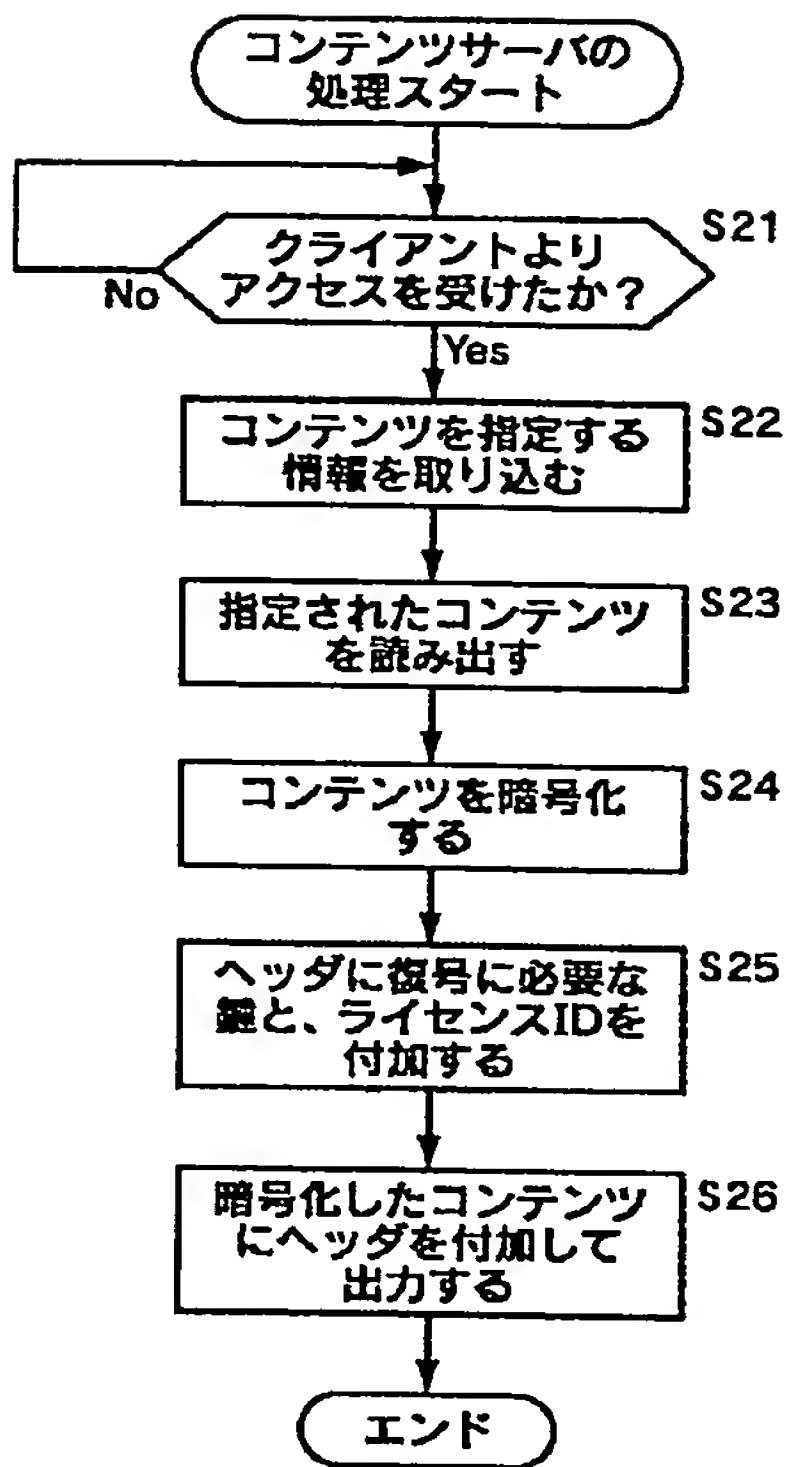 コンテンツサーバの
処理スタート
クライアントより
アクセスを受けたか？
S21
No
Yes
コンテンツを指定する
情報を取り込む
S22
指定されたコンテンツ
を読み出す
S23
コンテンツを暗号化
する
S24
ヘッダに復号に必要な
鍵と、ライセンスIDを
付加する
S25
暗号化したコンテンツ
にヘッダを付加して
出力する
S26
エンド